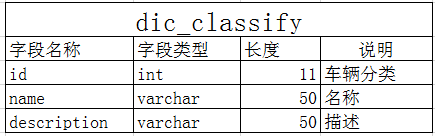 dic_classify
字段名称 字段类型 长度 说明
id int 11 车辆分类
name varchar 50 名称
description varchar 50 描述